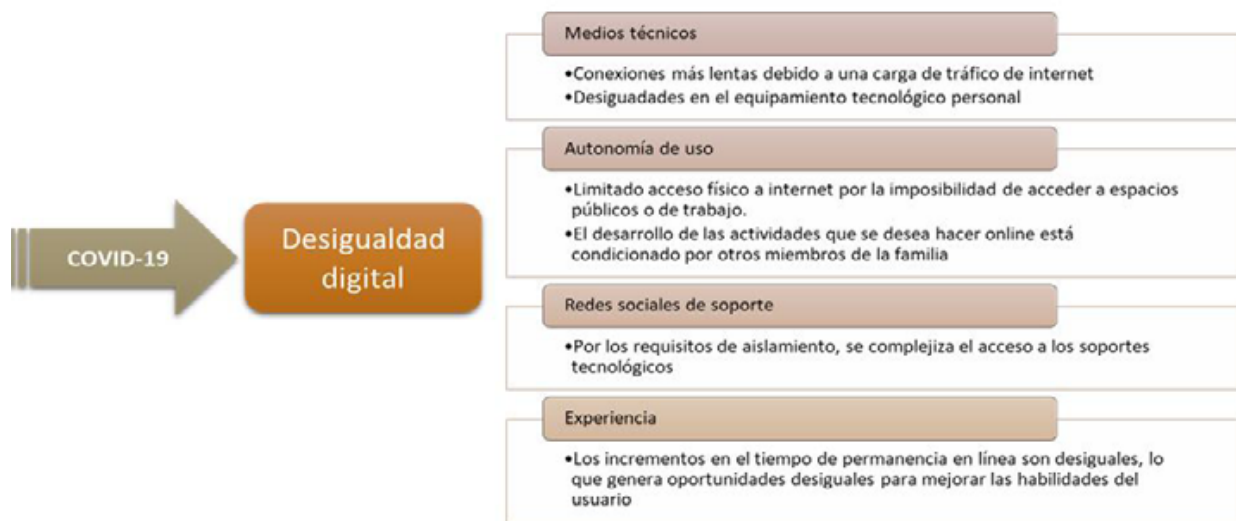 COVID-19
Desigualdad
digital
Medios técnicos
•Conexiones más lentas debido a una carga de tráfico de internet
•Desiguadades en el equipamiento tecnológico personal
Autonomía de uso
•Limitado acceso físico a internet por la imposibilidad de acceder a espacios
públicos o de trabajo.
•El desarrollo de las actividades que se desea hacer online está
condicionado por otros miembros de la familia
Redes sociales de soporte
•Por los requisitos de aislamiento, se complejiza el acceso a los soportes
tecnológicos
Experiencia
•Los incrementos en el tiempo de permanencia en línea son desiguales, lo
que genera oportunidades desiguales para mejorar las habilidades del
usuario